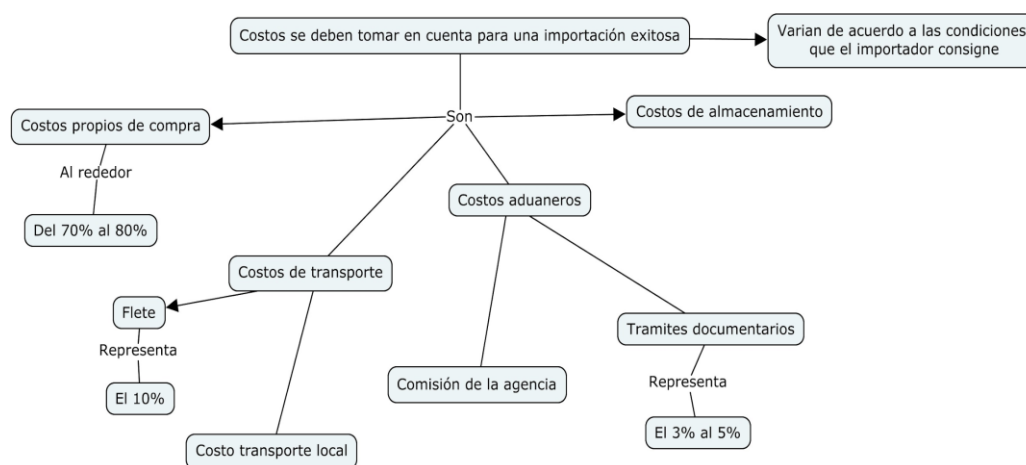 Costos se deben tomar en cuenta para una importación exitosa
Varian de acuerdo a las condiciones
que el importador consigne
Son
Costos propios de compra
Costos de almacenamiento
Al rededor
Costos aduaneros
Del 70% al 80%
Costos de transporte
Flete
Tramites documentarios
Representa
Comisión de la agencia
Representa
El 10%
El 3% al 5%
Costo transporte local